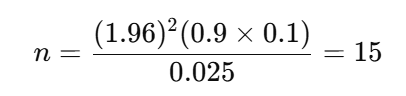 n = \frac{(1.96)^2(0.9 \times 0.1)}{0.025} = 15